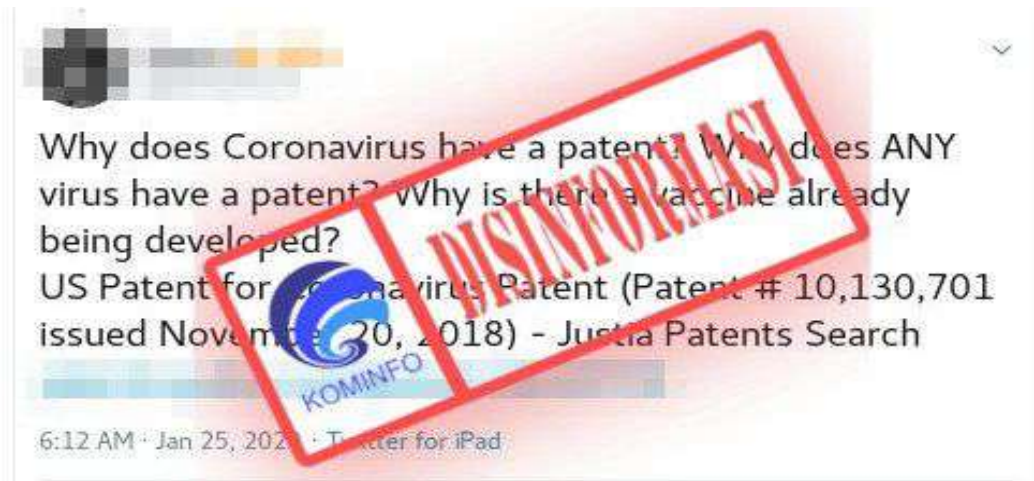 Why does Coronavirus have a patent? Why does ANY
virus have a patent? Why is there a vaccine already
being developed?
US Patent for Coronavirus Patent (Patent # 10,130,701
issued November 20, 2018) - Justia Patents Search
6:12 AM · Jan 25, 2020 · Twitter for iPad
DISINFORMASI
KOMINFO